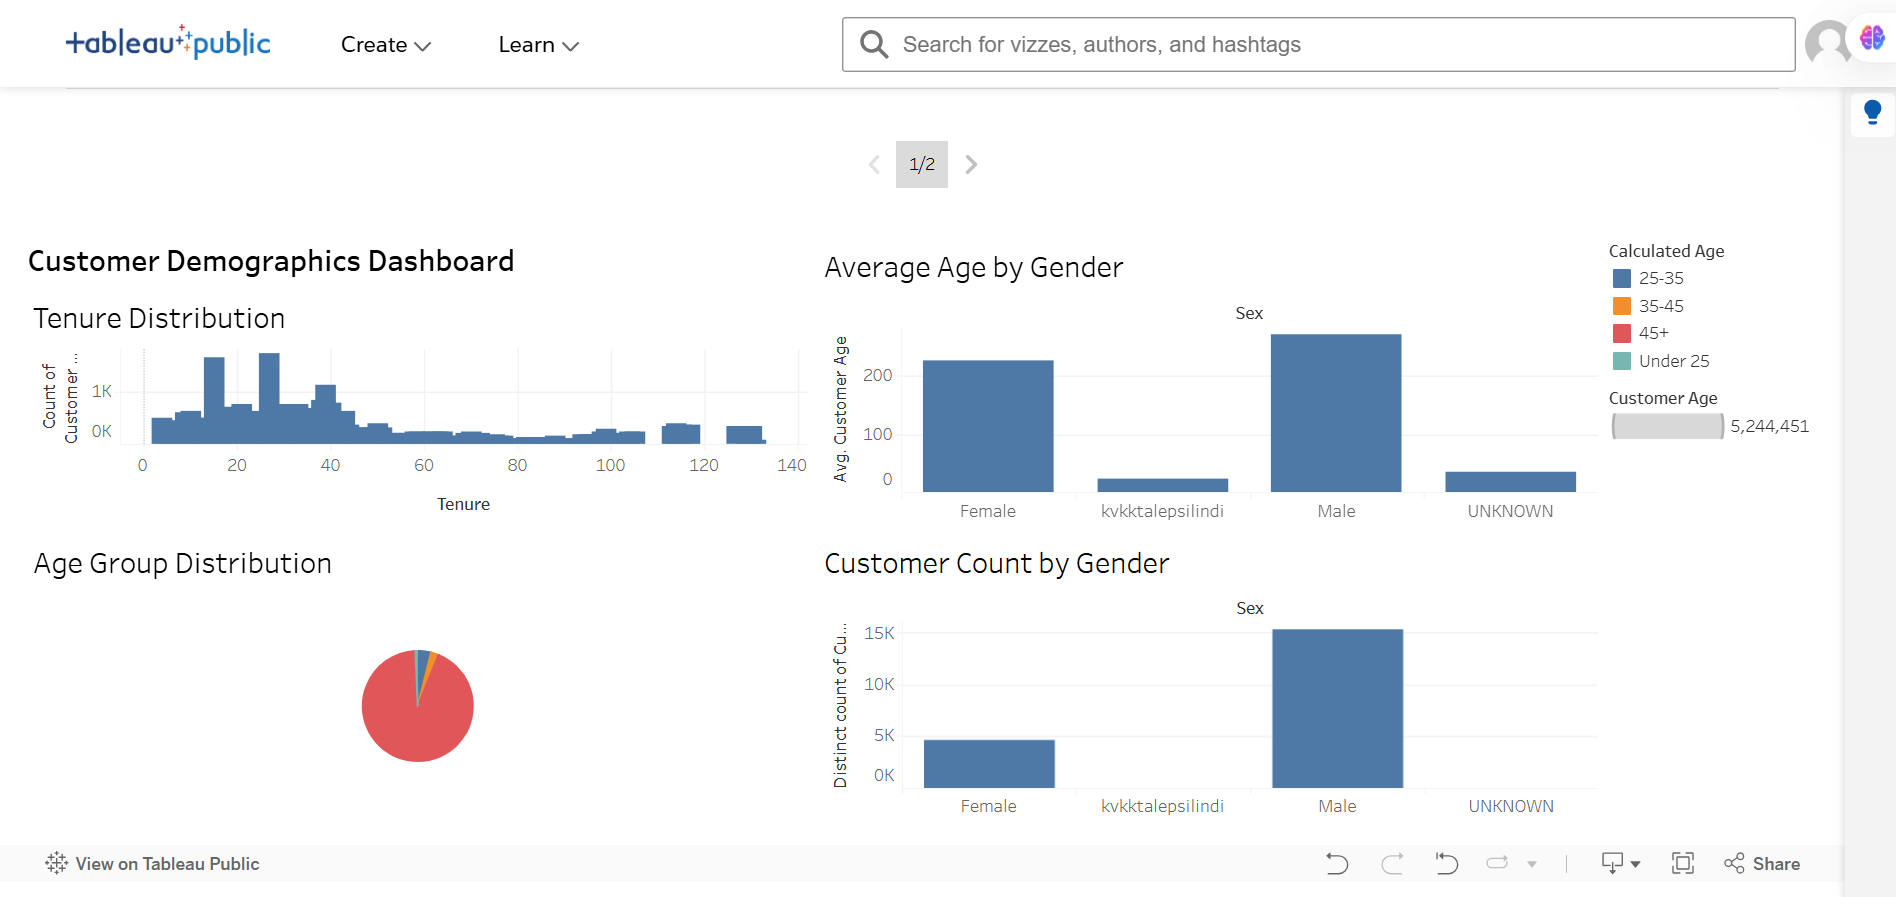 tableau public
Create
Learn
Search for vizzes, authors, and hashtags
1/2
Customer Demographics Dashboard
Tenure Distribution
Count of
Customer ...
1K
0K
0
20
40
60
80
100
120
140
Tenure
Average Age by Gender
Sex
Avg. Customer Age
200
100
0
Female
kvkktalepsilindi
Male
UNKNOWN
Calculated Age
25-35
35-45
45+
Under 25
Customer Age
5,244,451
Age Group Distribution
Customer Count by Gender
Sex
Distinct count of Cu...
15K
10K
5K
0K
Female
kvkktalepsilindi
Male
UNKNOWN
View on Tableau Public
Share